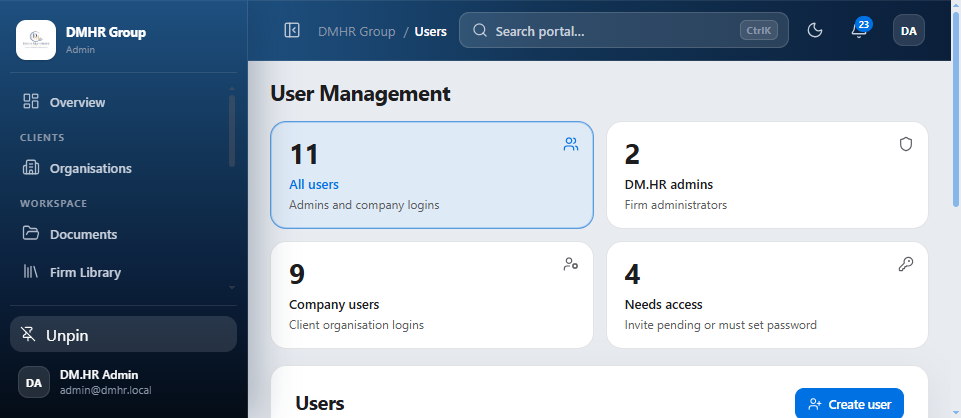 DMHR Group
Admin
Overview
CLIENTS
Organisations
WORKSPACE
Documents
Firm Library
Unpin
DA
DM.HR Admin
admin@dmhr.local
DMHR Group / Users
Search portal...
CtrlK
23
DA
User Management
11
All users
Admins and company logins
2
DM.HR admins
Firm administrators
9
Company users
Client organisation logins
4
Needs access
Invite pending or must set password
Users
Create user